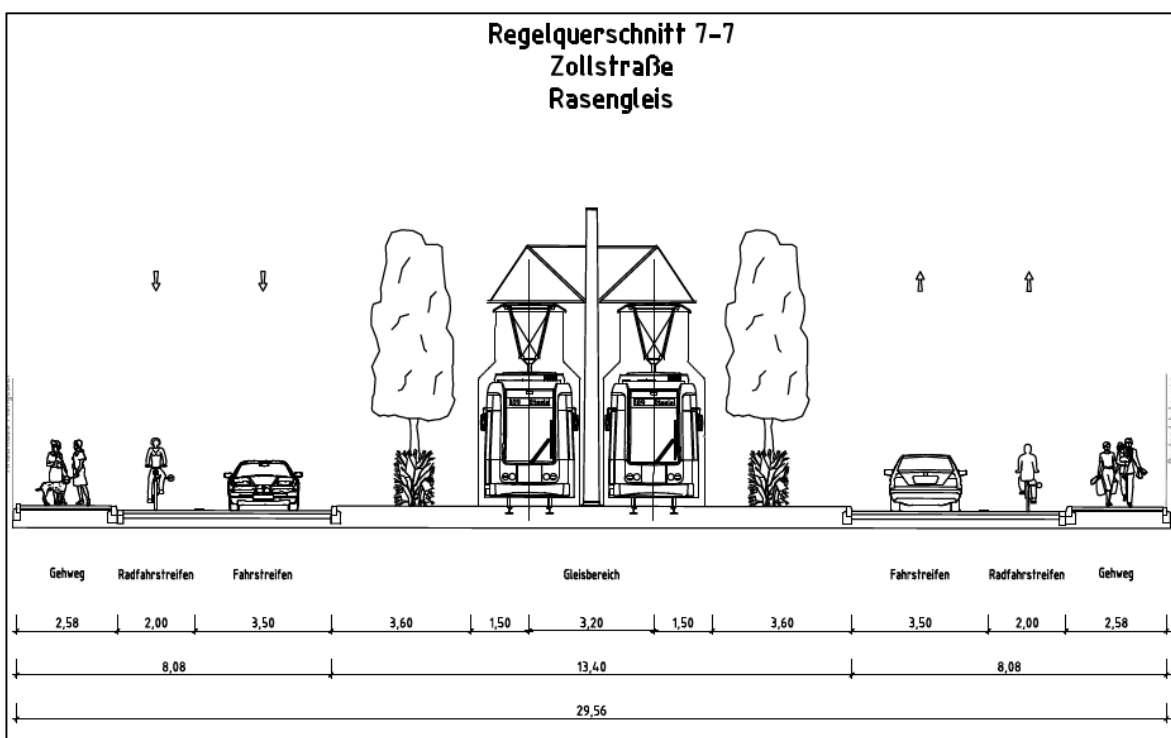 Regelquerschnitt 7-7
Zollstraße
Rasengleis
Gehweg Radfahrstreifen Fahrstreifen Gleisbereich Fahrstreifen Radfahrstreifen Gehweg
2,58 2,00 3,50 3,60 1,50 3,20 1,50 3,60 3,50 2,00 2,58
8,08 13,40 8,08
29,56